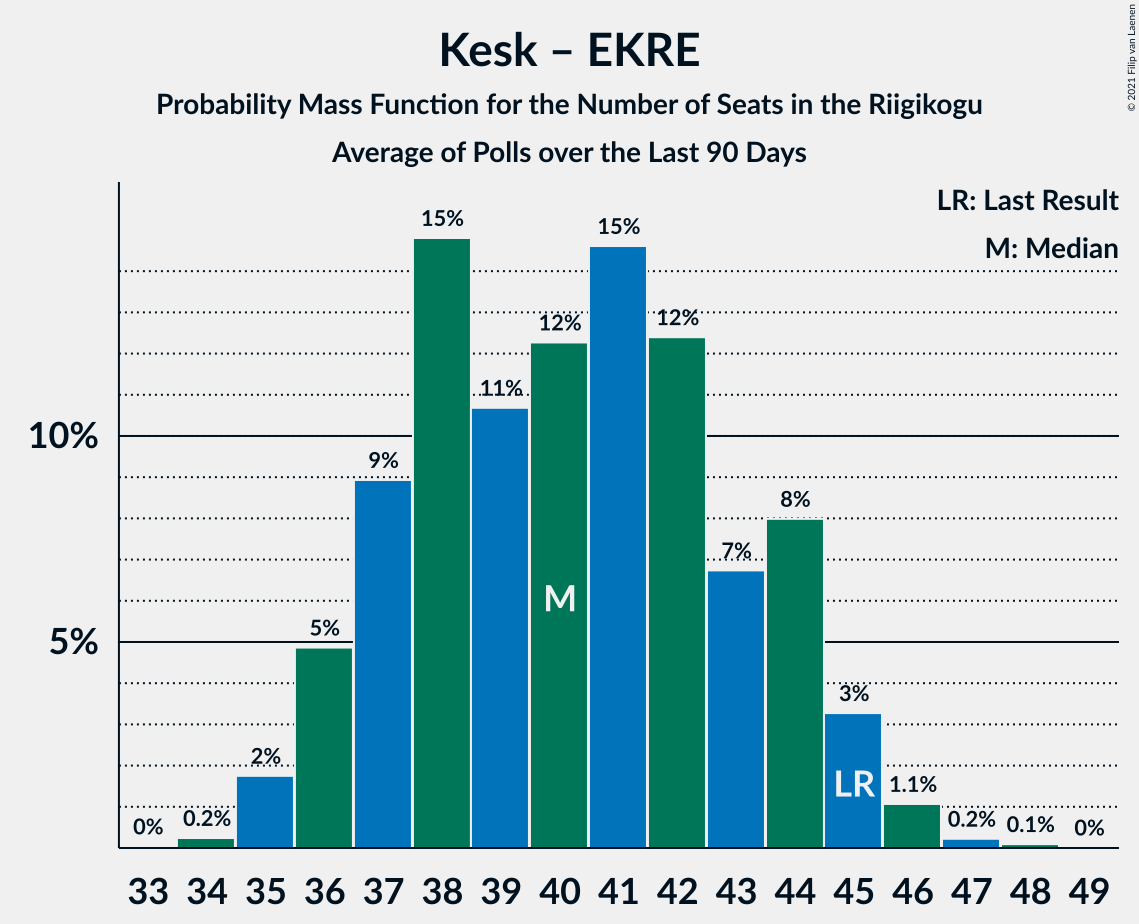 Kesk – EKRE
Probability Mass Function for the Number of Seats in the Riigikogu
Average of Polls over the Last 90 Days
© 2021 Filip van Laenen
LR: Last Result
M: Median
10%
5%
0%
0.2%
2%
5%
9%
15%
11%
12%
15%
12%
7%
8%
3%
1.1%
0.2%
0.1%
0%
M
LR
33 34 35 36 37 38 39 40 41 42 43 44 45 46 47 48 49